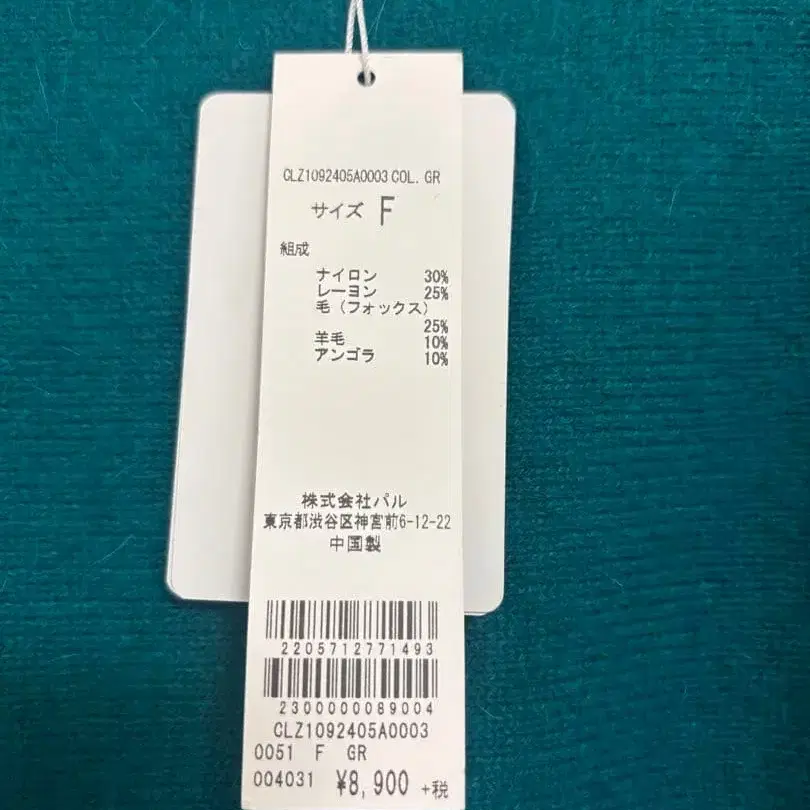 CLZ1092405A0003 COL. GR
サイズ F
組成
ナイロン 30%
レーヨン 25%
毛(フォックス)
25%
羊毛 10%
アンゴラ 10%
株式会社パル
東京都渋谷区神宮前6-12-22
中国製
2205712771493
2300000089004
CLZ1092405A0003
0051 F GR
004031 ¥8,900 +税